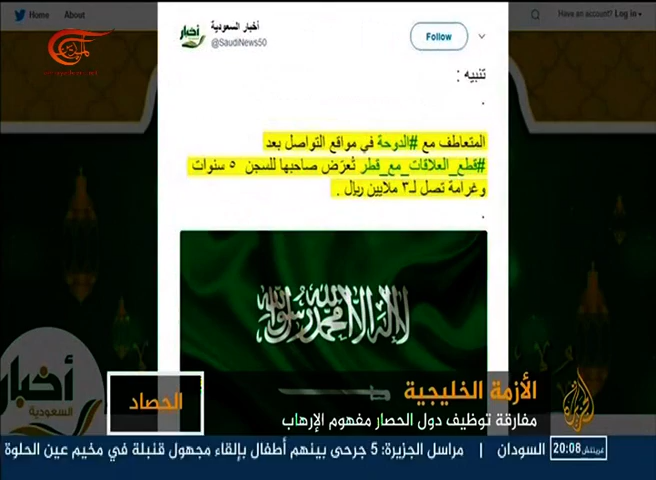 Home
About
Have an account? Log in
أخبار السعودية
@SaudiNews50
Follow
تنبيه :
.
المتعاطف مع #الدوحة في مواقع التواصل بعد
#قطع_العلاقات_مع_قطر تُعرّض صاحبها للسجن ٥ سنوات
وغرامة تصل لـ٣ ملايين ريال .
.
لا إله إلا الله محمد رسول الله
أخبار
السعودية
الحصاد
الأزمة الخليجية
مفارقة توظيف دول الحصار مفهوم الإرهاب
الجزيرة
غرينتش 20:08
السودان | مراسل الجزيرة: 5 جرحى بينهم أطفال بإلقاء مجهول قنبلة في مخيم عين الحلوة